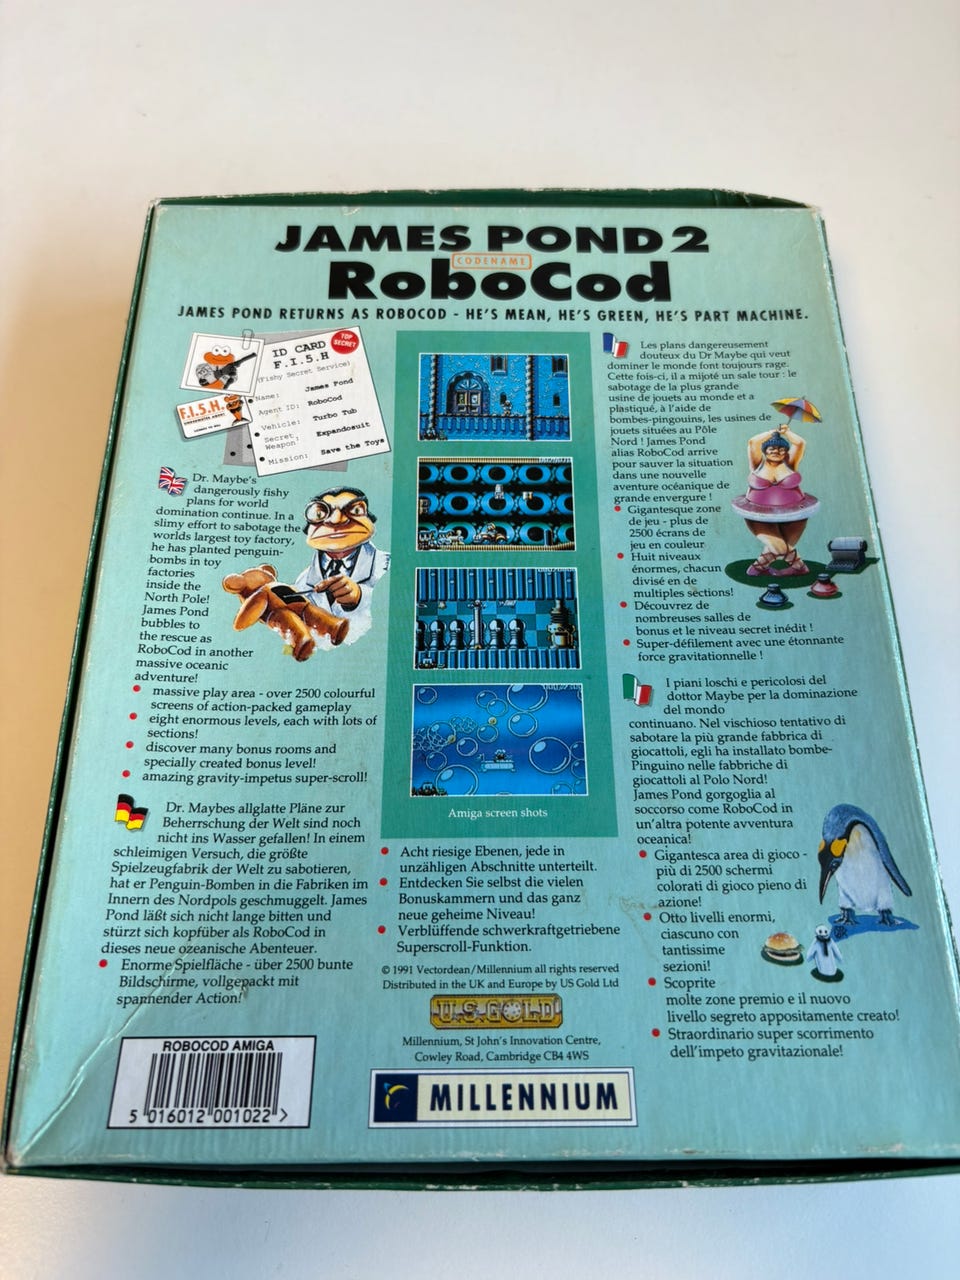 JAMES POND 2
CODENAME
RoboCod
JAMES POND RETURNS AS ROBOCOD - HE'S MEAN, HE'S GREEN, HE'S PART MACHINE.
TOP
SECRET
ID CARD
F.I.S.H
(Fishy Secret Service)
Name: James Pond
Agent ID: RoboCod
Vehicle: Turbo Tub
Secret Weapon: Expandosuit
Mission: Save the Toys
F.I.S.H.
UNDERWATER AGENT
LICENCE TO GILL
Dr. Maybe's
dangerously fishy
plans for world
domination continue. In a
slimy effort to sabotage the
worlds largest toy factory,
he has planted penguin-
bombs in toy
factories
inside the
North Pole!
James Pond
bubbles to
the rescue as
RoboCod in another
massive oceanic
adventure!
• massive play area - over 2500 colourful
screens of action-packed gameplay
• eight enormous levels, each with lots of
sections!
• discover many bonus rooms and
specially created bonus level!
• amazing gravity-impetus super-scroll!
Dr. Maybes allglatte Pläne zur
Beherrschung der Welt sind noch
nicht ins Wasser gefallen! In einem
schleimigen Versuch, die größte
Spielzeugfabrik der Welt zu sabotieren,
hat er Penguin-Bomben in die Fabriken im
Innern des Nordpols geschmuggelt. James
Pond läßt sich nicht lange bitten und
stürzt sich kopfüber als RoboCod in
dieses neue ozeanische Abenteuer.
• Enorme Spielfläche - über 2500 bunte
Bildschirme, vollgepackt mit
spannender Action!
Amiga screen shots
• Acht riesige Ebenen, jede in
unzähligen Abschnitte unterteilt.
• Entdecken Sie selbst die vielen
Bonuskammern und das ganz
neue geheime Niveau!
• Verblüffende schwerkraftgetriebene
Superscroll-Funktion.
Les plans dangereusement
douteux du Dr Maybe qui veut
dominer le monde font toujours rage.
Cette fois-ci, il a mijoté un sale tour : le
sabotage de la plus grande
usine de jouets au monde et a
plastiqué, à l'aide de
bombes-pingouins, les usines de
jouets situées au Pôle
Nord ! James Pond
alias RoboCod arrive
pour sauver la situation
dans une nouvelle
aventure océanique de
grande envergure !
• Gigantesque zone
de jeu - plus de
2500 écrans de
jeu en couleur
• Huit niveaux
énormes, chacun
divisé en de
multiples sections!
• Découvrez de
nombreuses salles de
bonus et le niveau secret inédit !
• Super-défilement avec une étonnante
force gravitationnelle !
I piani loschi e pericolosi del
dottor Maybe per la dominazione
del mondo
continuano. Nel vischioso tentativo di
sabotare la più grande fabbrica di
giocattoli, egli ha installato bombe-
Pinguino nelle fabbriche di
giocattoli al Polo Nord!
James Pond gorgoglia al
soccorso come RoboCod in
un'altra potente avventura
oceanica!
• Gigantesca area di gioco -
più di 2500 schermi
colorati di gioco pieno di
azione!
• Otto livelli enormi,
ciascuno con
tantissime
sezioni!
• Scoprite
molte zone premio e il nuovo
livello segreto appositamente creato!
• Straordinario super scorrimento
dell'impeto gravitazionale!
© 1991 Vectordean/Millennium all rights reserved
Distributed in the UK and Europe by US Gold Ltd
U.S. GOLD
Millennium, St John's Innovation Centre,
Cowley Road, Cambridge CB4 4WS
MILLENNIUM
ROBOCOD AMIGA
5 016012 001022 >